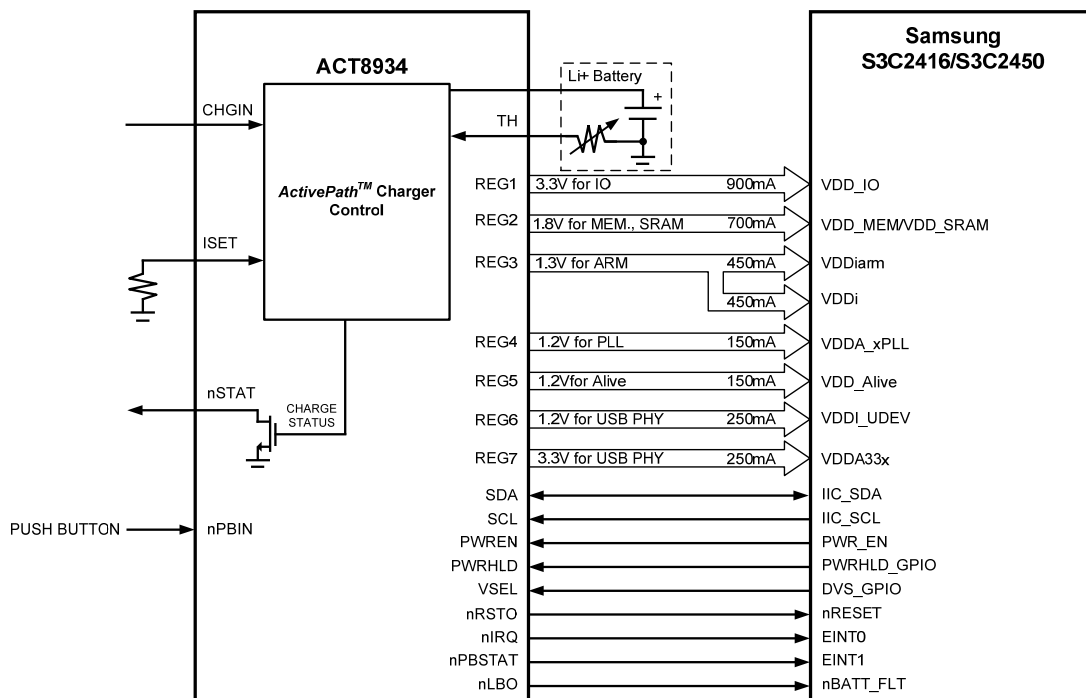 Samsung
S3C2416/S3C2450
ACT8934
Li+ Battery
+
CHGIN
TH
ActivePath™ Charger
Control
REG1 3.3V for IO 900mA VDD_IO
REG2 1.8V for MEM., SRAM 700mA VDD_MEM/VDD_SRAM
ISET
REG3 1.3V for ARM 450mA VDDiarm
450mA VDDi
REG4 1.2V for PLL 150mA VDDA_xPLL
REG5 1.2Vfor Alive 150mA VDD_Alive
nSTAT
CHARGE
STATUS
REG6 1.2V for USB PHY 250mA VDDI_UDEV
REG7 3.3V for USB PHY 250mA VDDA33x
SDA IIC_SDA
SCL IIC_SCL
PUSH BUTTON nPBIN
PWREN PWR_EN
PWRHLD PWRHLD_GPIO
VSEL DVS_GPIO
nRSTO nRESET
nIRQ EINT0
nPBSTAT EINT1
nLBO nBATT_FLT